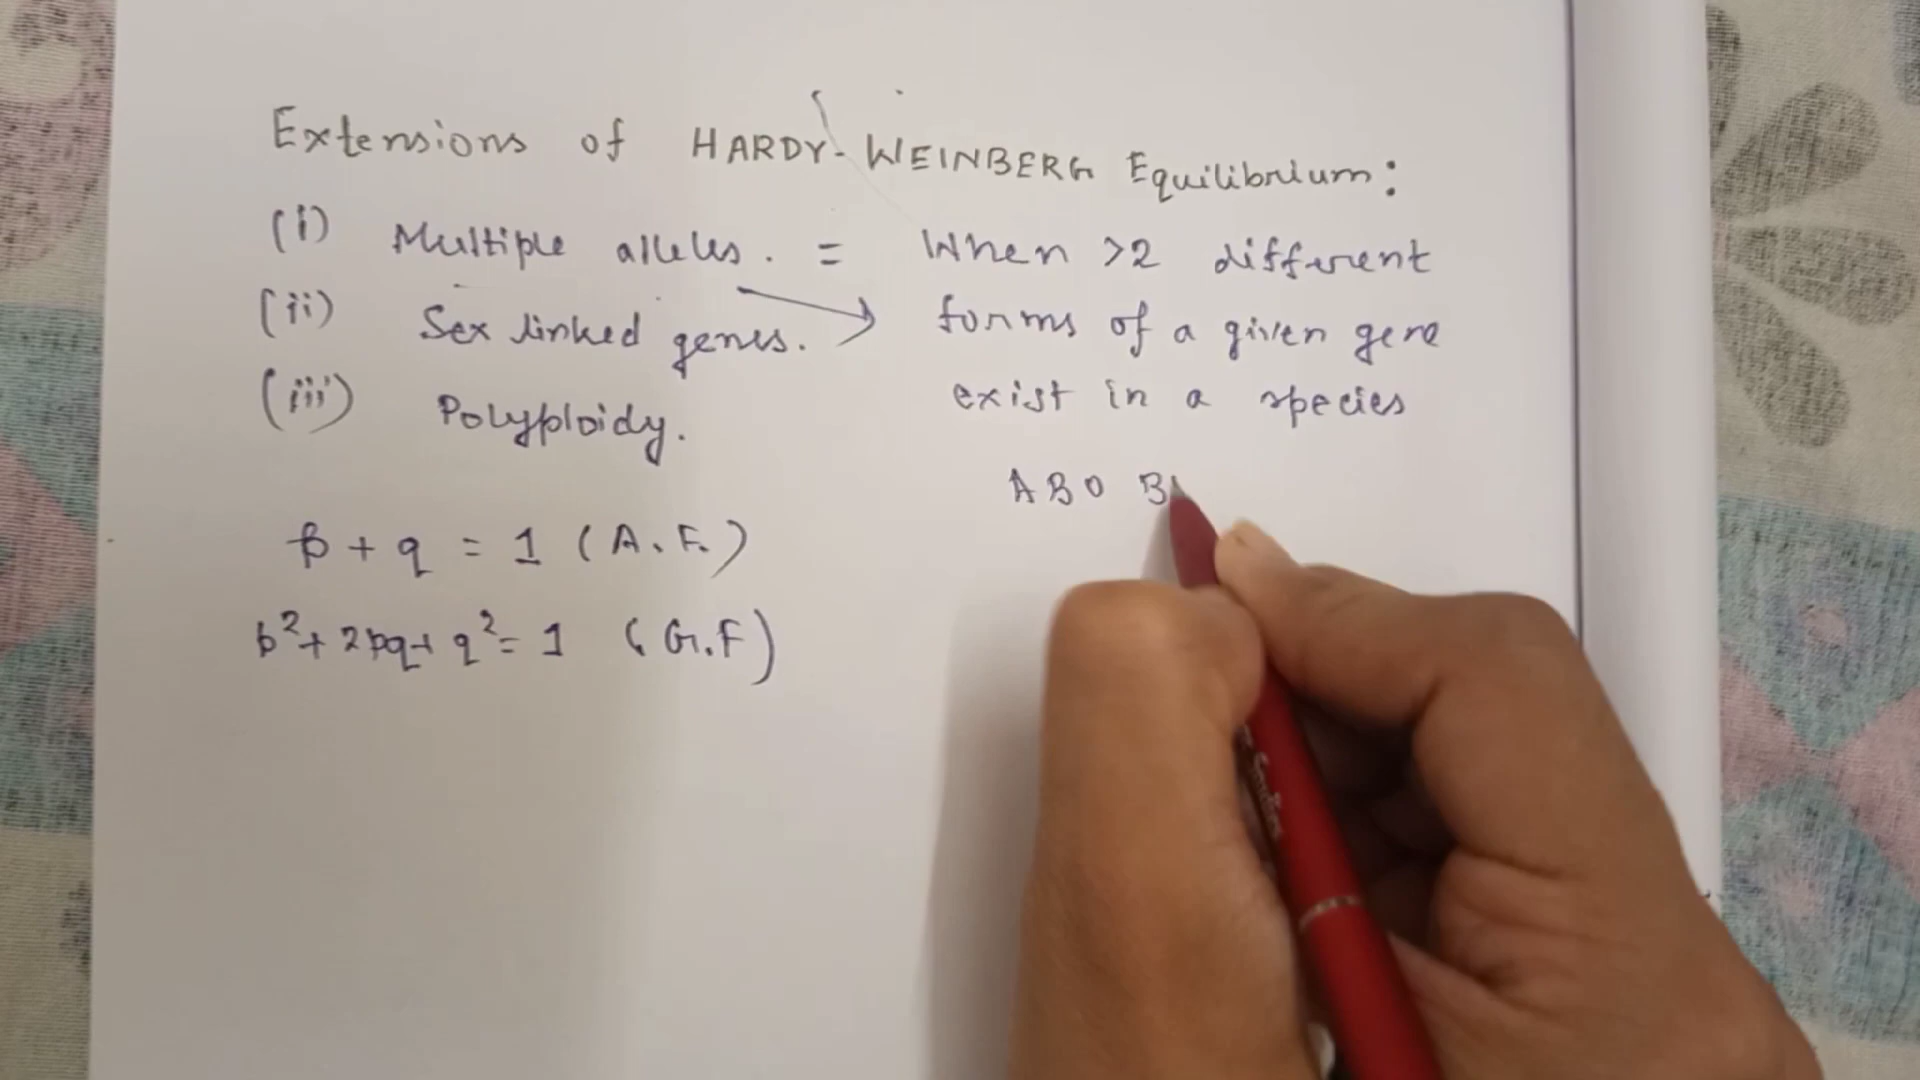 Extensions of HARDY-WEINBERG Equilibrium:
(i) Multiple alleles. = When >2 different
(ii) Sex linked genes. → forms of a given gene
(iii) Polyploidy. exist in a species
ABO B
p + q = 1 (A.F.)
p²+ 2pq+ q²= 1 (G.F)